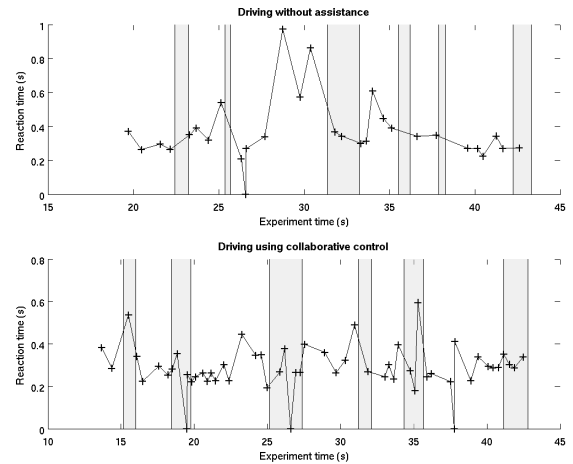 Driving without assistance
1
0.8
0.6
0.4
0.2
0
Reaction time (s)
15 20 25 30 35 40 45
Experiment time (s)
Driving using collaborative control
0.8
0.6
0.4
0.2
0
Reaction time (s)
10 15 20 25 30 35 40 45
Experiment time (s)